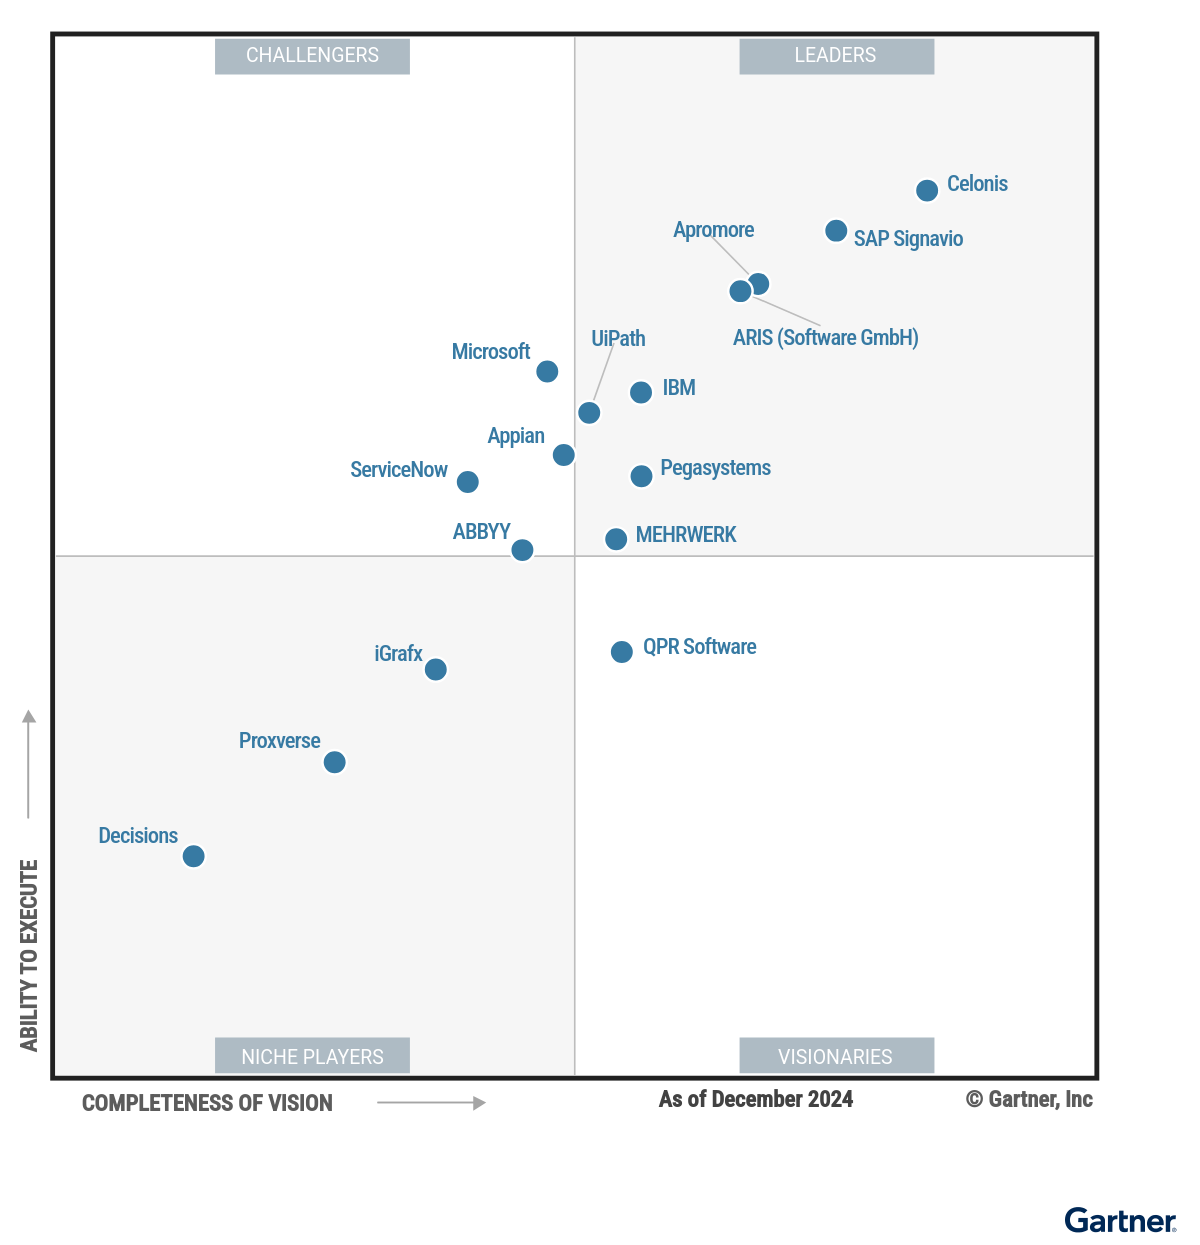 CHALLENGERS
LEADERS
Celonis
Apromore
SAP Signavio
ARIS (Software GmbH)
UiPath
Microsoft
IBM
Appian
ServiceNow
Pegasystems
ABBYY
MEHRWERK
iGrafx
QPR Software
Proxverse
Decisions
ABILITY TO EXECUTE
NICHE PLAYERS
VISIONARIES
COMPLETENESS OF VISION
As of December 2024
© Gartner, Inc
Gartner®